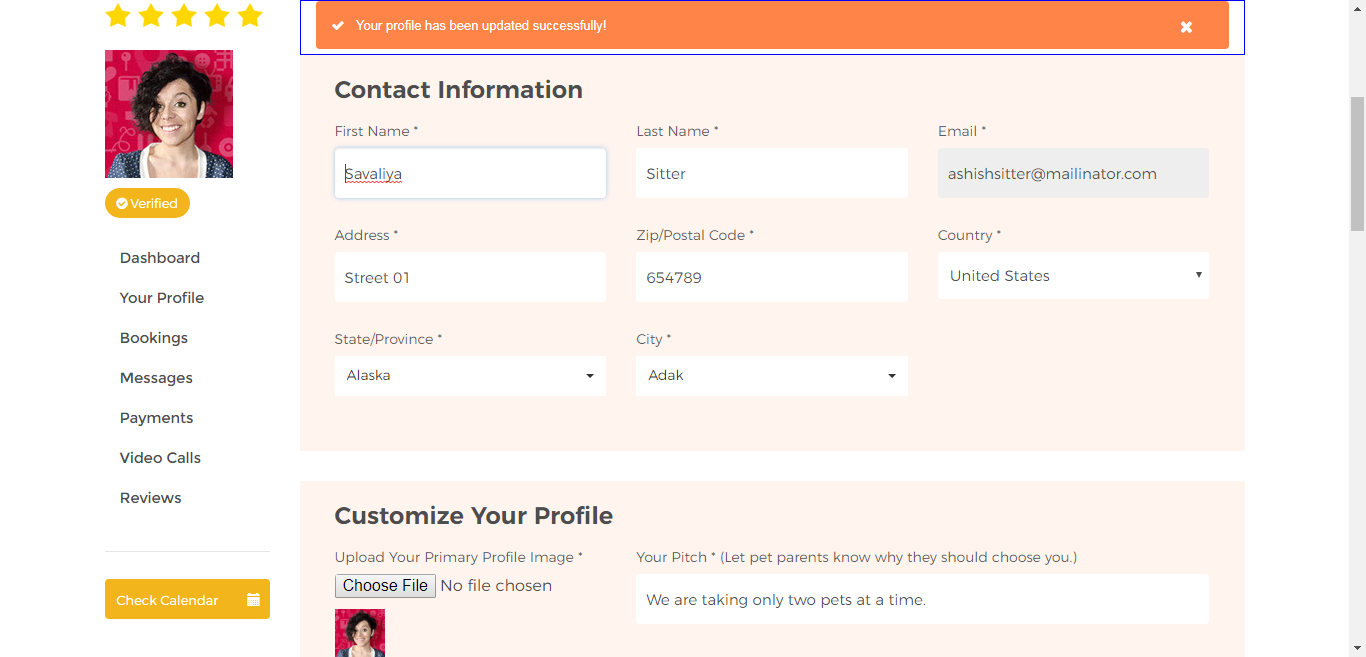 Your profile has been updated successfully!
Verified
Dashboard
Your Profile
Bookings
Messages
Payments
Video Calls
Reviews
Check Calendar
Contact Information
First Name *
Last Name *
Email *
Savaliya
Sitter
ashishsitter@mailinator.com
Address *
Zip/Postal Code *
Country *
Street 01
654789
United States
State/Province *
City *
Alaska
Adak
Customize Your Profile
Upload Your Primary Profile Image *
Your Pitch * (Let pet parents know why they should choose you.)
Choose File No file chosen
We are taking only two pets at a time.